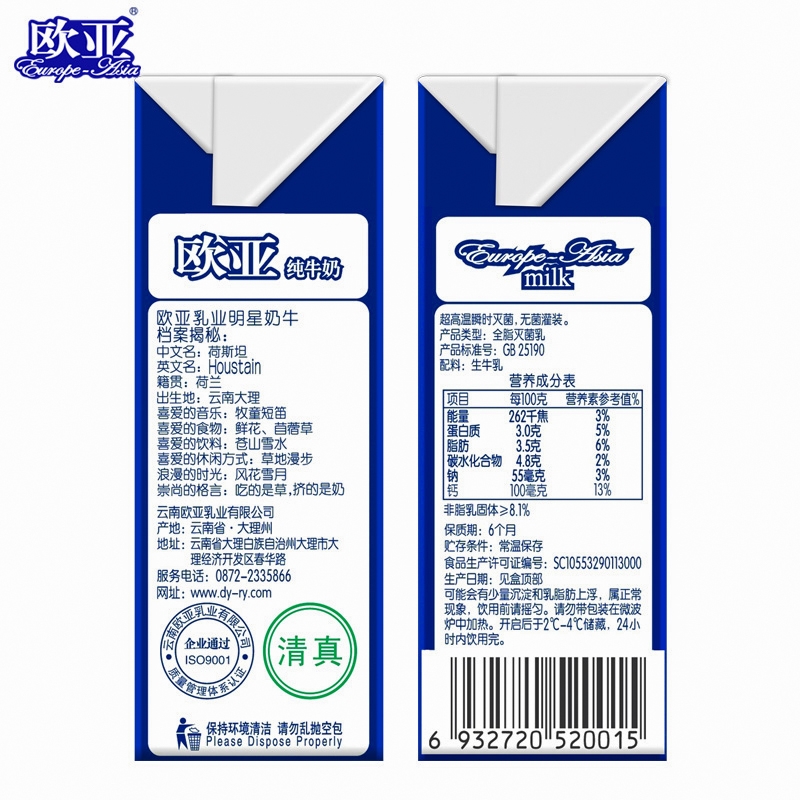 欧亚®
Europe-Asia
欧亚 纯牛奶
欧亚乳业明星奶牛
档案揭秘：
中文名：荷斯坦
英文名：Houstain
籍贯：荷兰
出生地：云南大理
喜爱的音乐：牧童短笛
喜爱的食物：鲜花、苜蓿草
喜爱的饮料：苍山雪水
喜爱的休闲方式：草地漫步
浪漫的时光：风花雪月
崇尚的格言：吃的是草,挤的是奶
云南欧亚乳业有限公司
产地：云南省·大理州
地址：云南省大理白族自治州大理市大
理经济开发区春华路
服务电话：0872-2335866
网址：www.dy-ry.com
云南欧亚乳业有限公司
企业通过
ISO9001
质量管理体系认证
清真
保持环境清洁 请勿乱抛空包
Please Dispose Properly
Europe-Asia
milk
超高温瞬时灭菌,无菌灌装。
产品类型：全脂灭菌乳
产品标准号：GB 25190
配料：生牛乳
营养成分表
项目 每100克 营养素参考值%
能量 262千焦 3%
蛋白质 3.0克 5%
脂肪 3.5克 6%
碳水化合物 4.8克 2%
钠 55毫克 3%
钙 100毫克 13%
非脂乳固体≥8.1%
保质期：6个月
贮存条件：常温保存
食品生产许可证编号：SC10553290113000
生产日期：见盒顶部
可能会有少量沉淀和乳脂肪上浮，属正常
现象，饮用前请摇匀。请勿带包装在微波
炉中加热。开启后于2℃-4℃储藏，24小
时内饮用完。
6 932720 520015